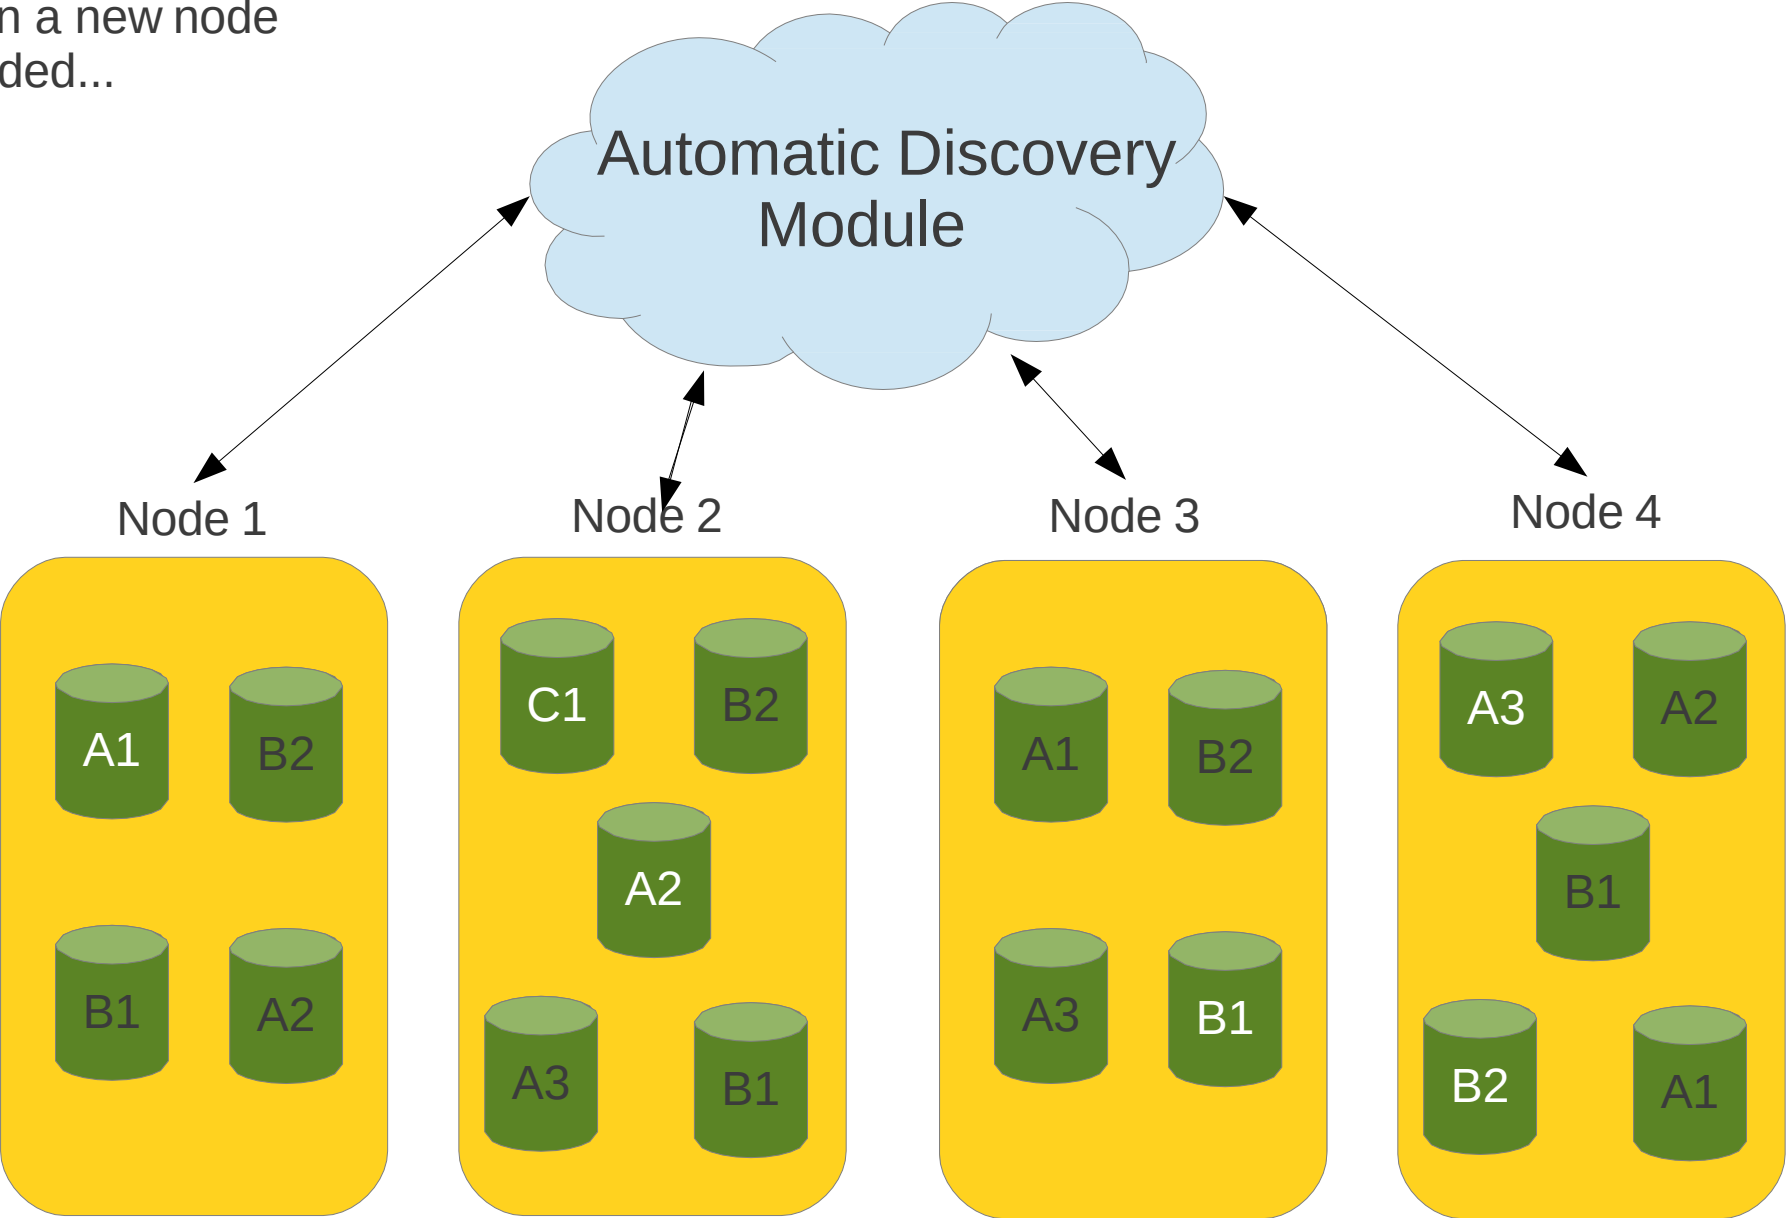 n a new node
ded...
Automatic Discovery
Module
Node 1
Node 2
Node 3
Node 4
A1
B2
B1
A2
C1
B2
A2
A3
B1
A1
B2
A3
B1
A3
A2
B1
B2
A1